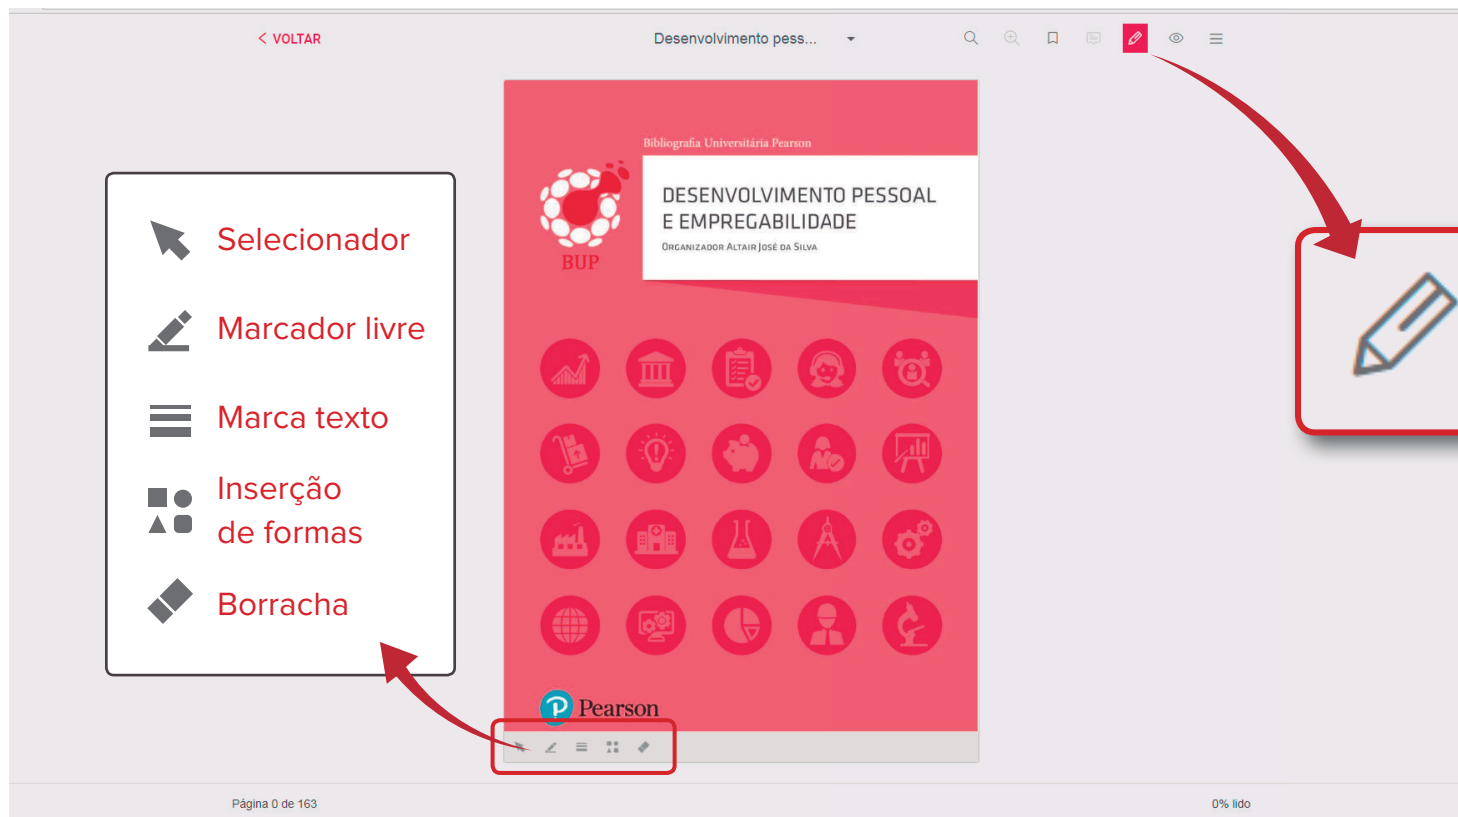 < VOLTAR
Desenvolvimento pess...
Bibliografia Universitária Pearson
DESENVOLVIMENTO PESSOAL
E EMPREGABILIDADE
ORGANIZADOR ALTAIR JOSÉ DA SILVA
BUP
Selecionador
Marcador livre
Marca texto
Inserção
de formas
Borracha
Pearson
Página 0 de 163
0% lido